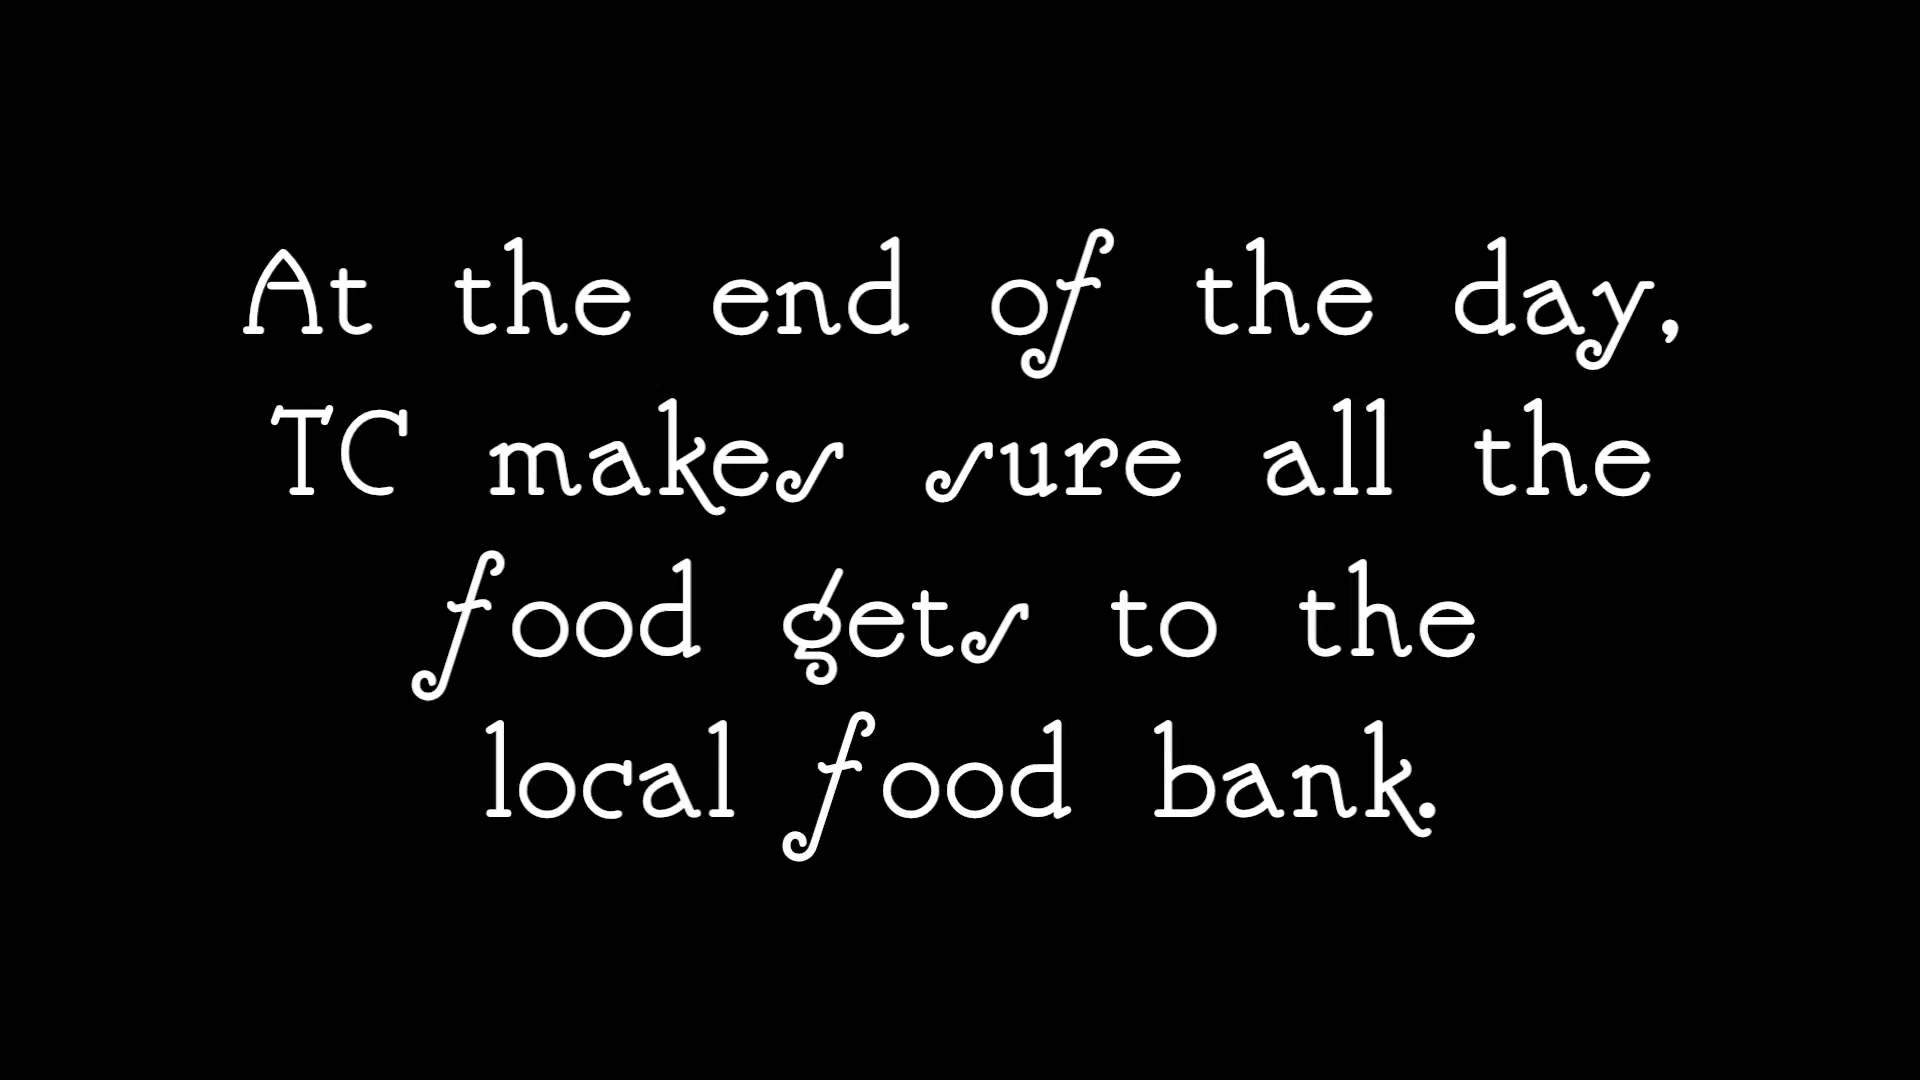 At the end of the day,
TC makes sure all the
food gets to the
local food bank.